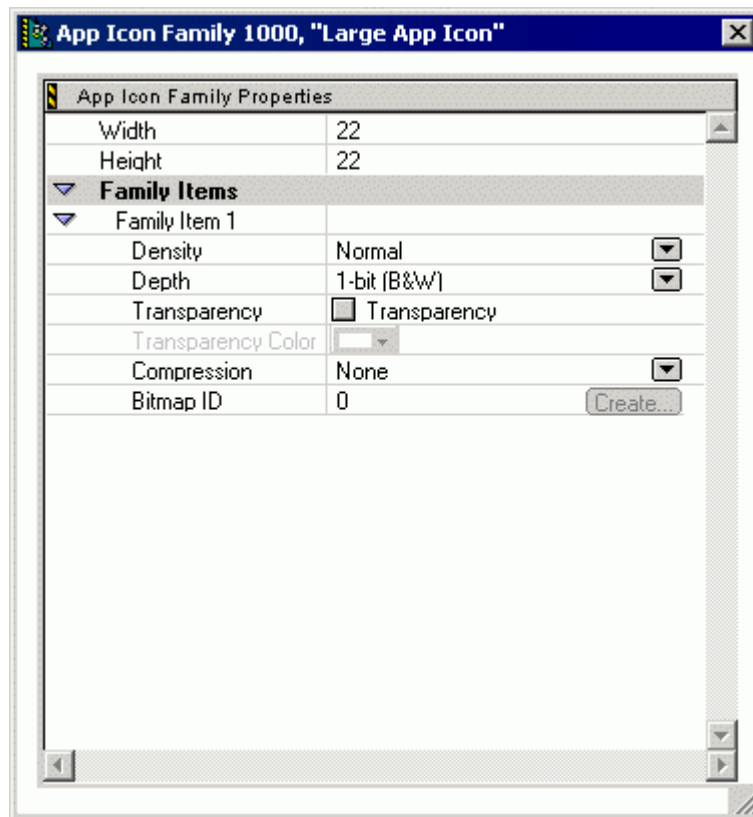 App Icon Family 1000, "Large App Icon"
App Icon Family Properties
Width 22
Height 22
Family Items
Family Item 1
Density Normal
Depth 1-bit (B&W)
Transparency Transparency
Transparency Color
Compression None
Bitmap ID 0 Create...